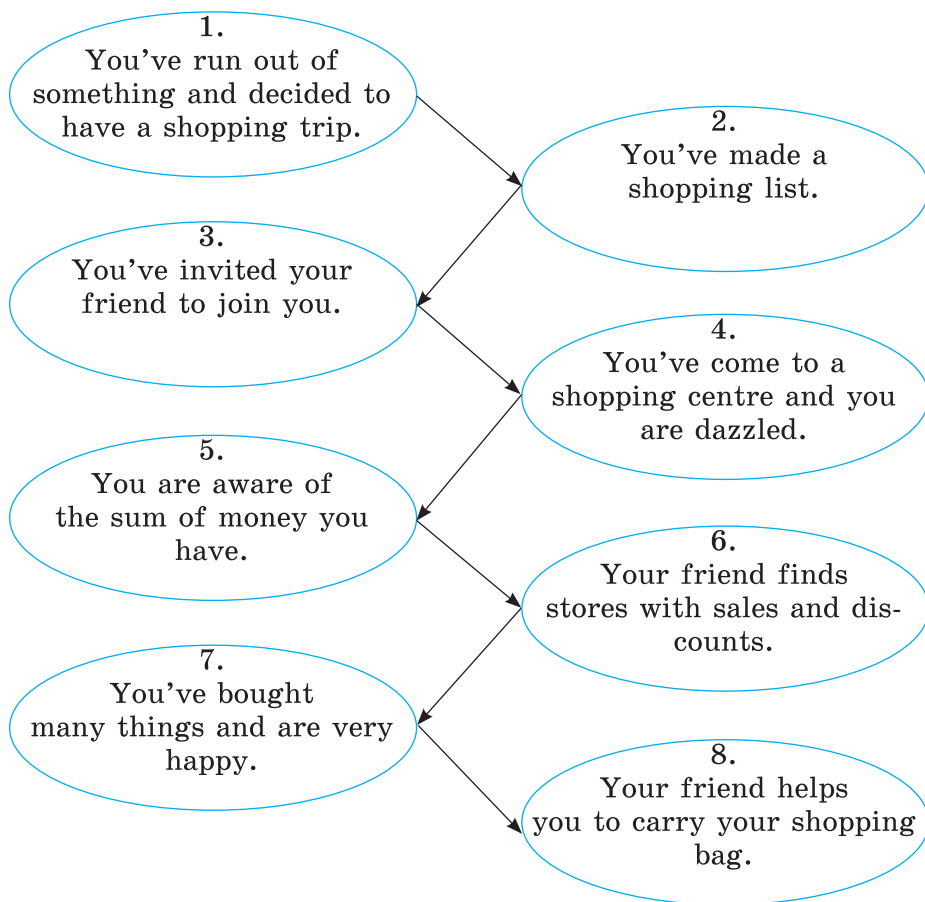 1.
You've run out of
something and decided to
have a shopping trip.
2.
You've made a
shopping list.
3.
You've invited your
friend to join you.
4.
You've come to a
shopping centre and you
are dazzled.
5.
You are aware of
the sum of money you
have.
6.
Your friend finds
stores with sales and dis-
counts.
7.
You've bought
many things and are very
happy.
8.
Your friend helps
you to carry your shopping
bag.